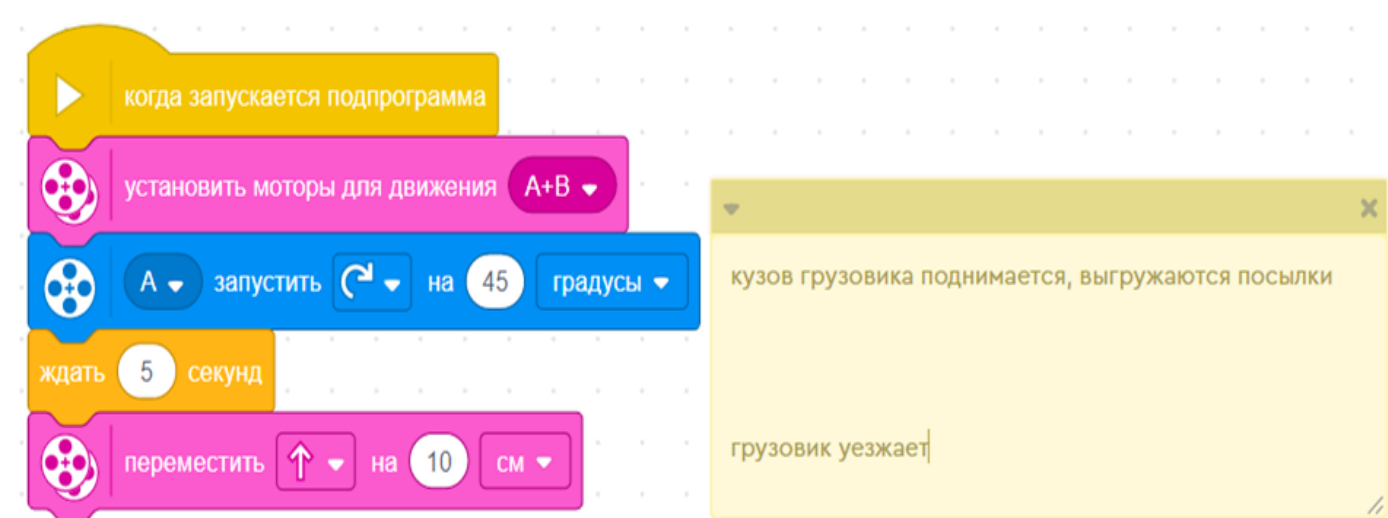 когда запускается подпрограмма
установить моторы для движения A+B
A запустить на 45 градусы
ждать 5 секунд
переместить на 10 см
кузов грузовика поднимается, выгружаются посылки
грузовик уезжает